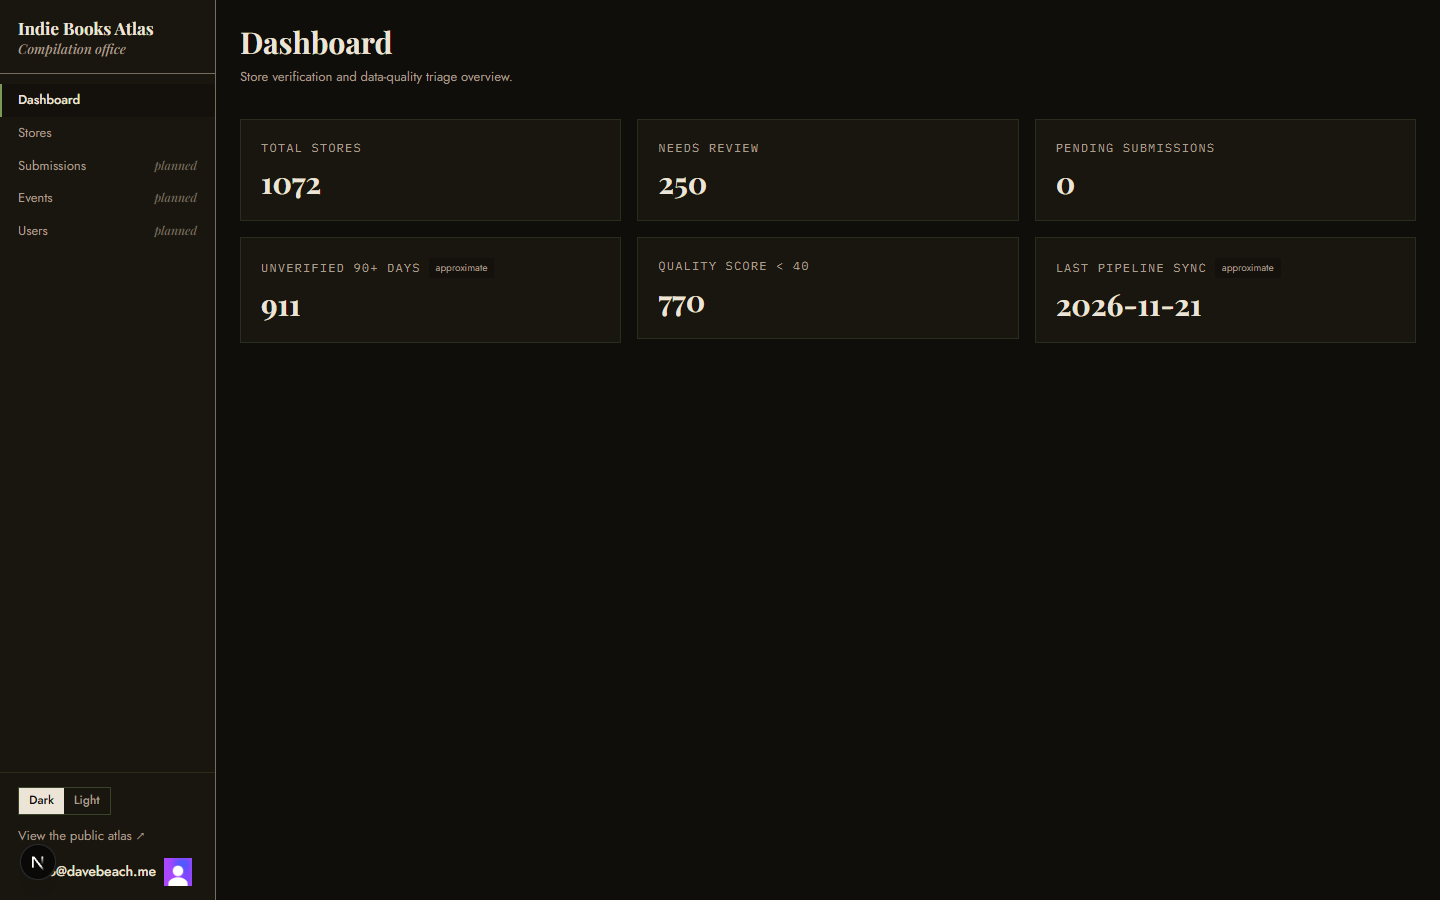 Indie Books Atlas
Compilation office
Dashboard
Stores
Submissions planned
Events planned
Users planned
Dark Light
View the public atlas ↗
N
@davebeach.me
Dashboard
Store verification and data-quality triage overview.
TOTAL STORES
1072
NEEDS REVIEW
250
PENDING SUBMISSIONS
0
UNVERIFIED 90+ DAYS approximate
911
QUALITY SCORE < 40
770
LAST PIPELINE SYNC approximate
2026-11-21